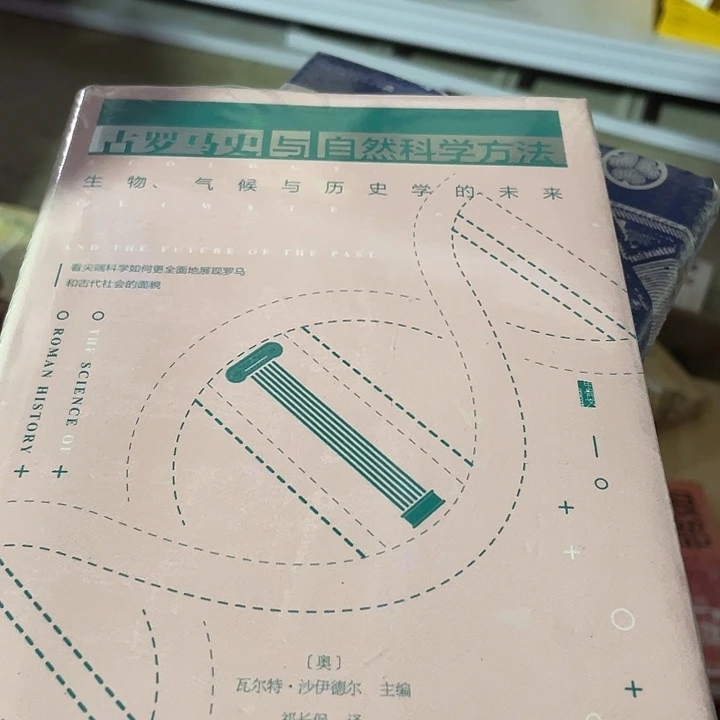 古罗马史与自然科学方法
生物、气候与历史学的未来
CLIMATE
AND THE FUTURE OF THE PAST
看尖端科学如何更全面地展现罗马
和古代社会的面貌
THE SCIENCE OF
ROMAN HISTORY
〔奥〕
瓦尔特·沙伊德尔 主编
译